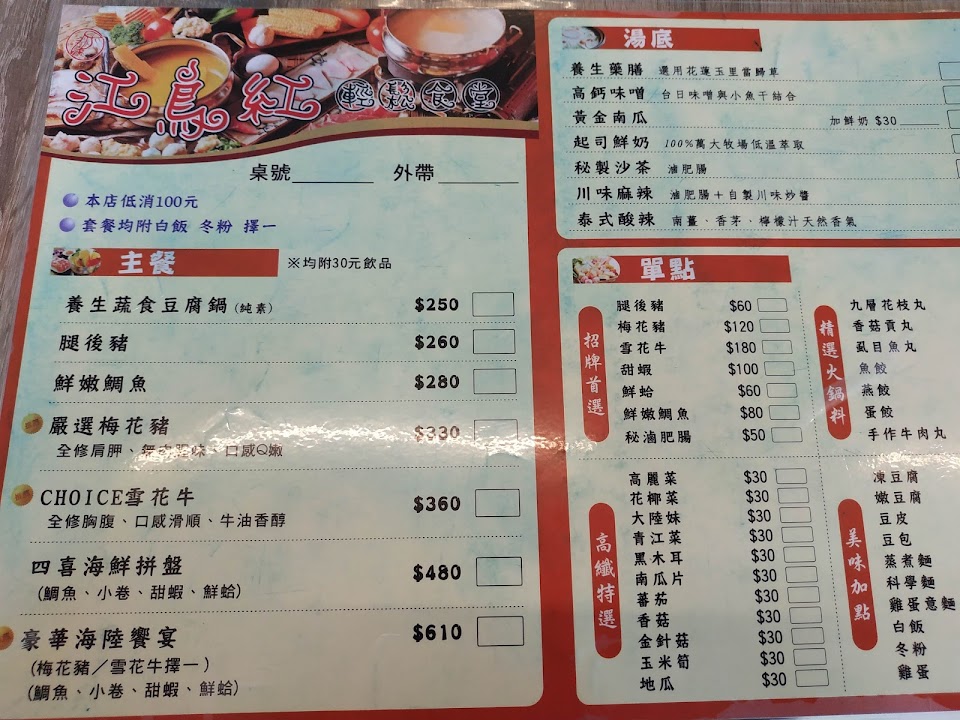 江鳥紅 輕鬆食堂
桌號 外帶
本店低消100元
套餐均附白飯 冬粉 擇一
主餐 ※均附30元飲品
養生蔬食豆腐鍋(純素) $250
腿後豬 $260
鮮嫩鯛魚 $280
嚴選梅花豬 $330
全修肩胛、無 腥味、口感Q嫩
CHOICE雪花牛 $360
全修胸腹、口感滑順、牛油香醇
四喜海鮮拼盤 $480
(鯛魚、小卷、甜蝦、鮮蛤)
豪華海陸饗宴 $610
(梅花豬/雪花牛擇一)
(鯛魚、小卷、甜蝦、鮮蛤)
湯底
養生藥膳 選用花蓮玉里當歸草
高鈣味噌 台日味噌與小魚干結合
黃金南瓜 加鮮奶 $30
起司鮮奶 100%萬大牧場低溫萃取
秘製沙茶 滷肥腸
川味麻辣 滷肥腸+自製川味炒醬
泰式酸辣 南薑、香茅、檸檬汁天然香氣
單點
招牌首選
腿後豬 $60
梅花豬 $120
雪花牛 $180
甜蝦 $100
鮮蛤 $60
鮮嫩鯛魚 $80
秘滷肥腸 $50
精選火鍋料
九層花枝丸
香菇貢丸
虱目魚丸
魚餃
燕餃
蛋餃
手作牛肉丸
高纖特選
高麗菜 $30
花椰菜 $30
大陸妹 $30
青江菜 $30
黑木耳 $30
南瓜片 $30
蕃茄 $30
香菇 $30
金針菇 $30
玉米筍 $30
地瓜 $30
美味加點
凍豆腐
嫩豆腐
豆皮
豆包
蒸煮麵
科學麵
雞蛋意麵
白飯
冬粉
雞蛋